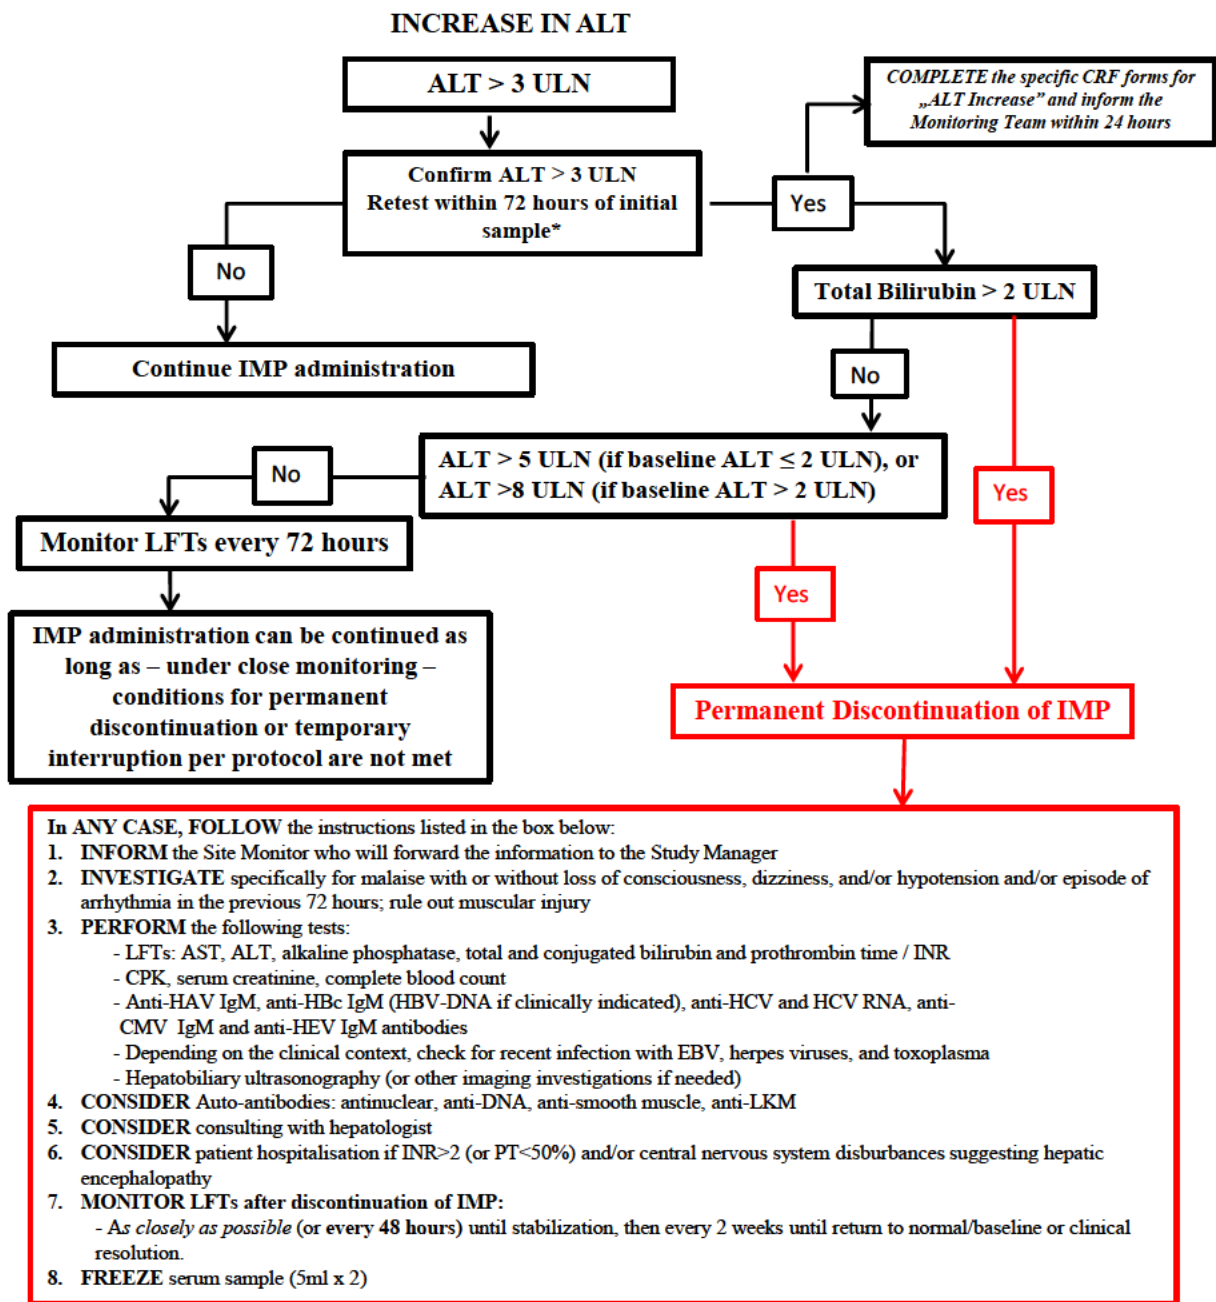 INCREASE IN ALT
ALT > 3 ULN
COMPLETE the specific CRF forms for
„ALT Increase” and inform the
Monitoring Team within 24 hours
Confirm ALT > 3 ULN
Retest within 72 hours of initial
sample*
Yes
No
Total Bilirubin > 2 ULN
Continue IMP administration
No
ALT > 5 ULN (if baseline ALT ≤ 2 ULN), or
ALT >8 ULN (if baseline ALT > 2 ULN)
No
Yes
Monitor LFTs every 72 hours
Yes
IMP administration can be continued as
long as – under close monitoring –
conditions for permanent
discontinuation or temporary
interruption per protocol are not met
Permanent Discontinuation of IMP
In ANY CASE, FOLLOW the instructions listed in the box below:
1. INFORM the Site Monitor who will forward the information to the Study Manager
2. INVESTIGATE specifically for malaise with or without loss of consciousness, dizziness, and/or hypotension and/or episode of
arrhythmia in the previous 72 hours; rule out muscular injury
3. PERFORM the following tests:
- LFTs: AST, ALT, alkaline phosphatase, total and conjugated bilirubin and prothrombin time / INR
- CPK, serum creatinine, complete blood count
- Anti-HAV IgM, anti-HBc IgM (HBV-DNA if clinically indicated), anti-HCV and HCV RNA, anti-
CMV IgM and anti-HEV IgM antibodies
- Depending on the clinical context, check for recent infection with EBV, herpes viruses, and toxoplasma
- Hepatobiliary ultrasonography (or other imaging investigations if needed)
4. CONSIDER Auto-antibodies: antinuclear, anti-DNA, anti-smooth muscle, anti-LKM
5. CONSIDER consulting with hepatologist
6. CONSIDER patient hospitalisation if INR>2 (or PT<50%) and/or central nervous system disburbances suggesting hepatic
encephalopathy
7. MONITOR LFTs after discontinuation of IMP:
- As closely as possible (or every 48 hours) until stabilization, then every 2 weeks until return to normal/baseline or clinical
resolution.
8. FREEZE serum sample (5ml x 2)